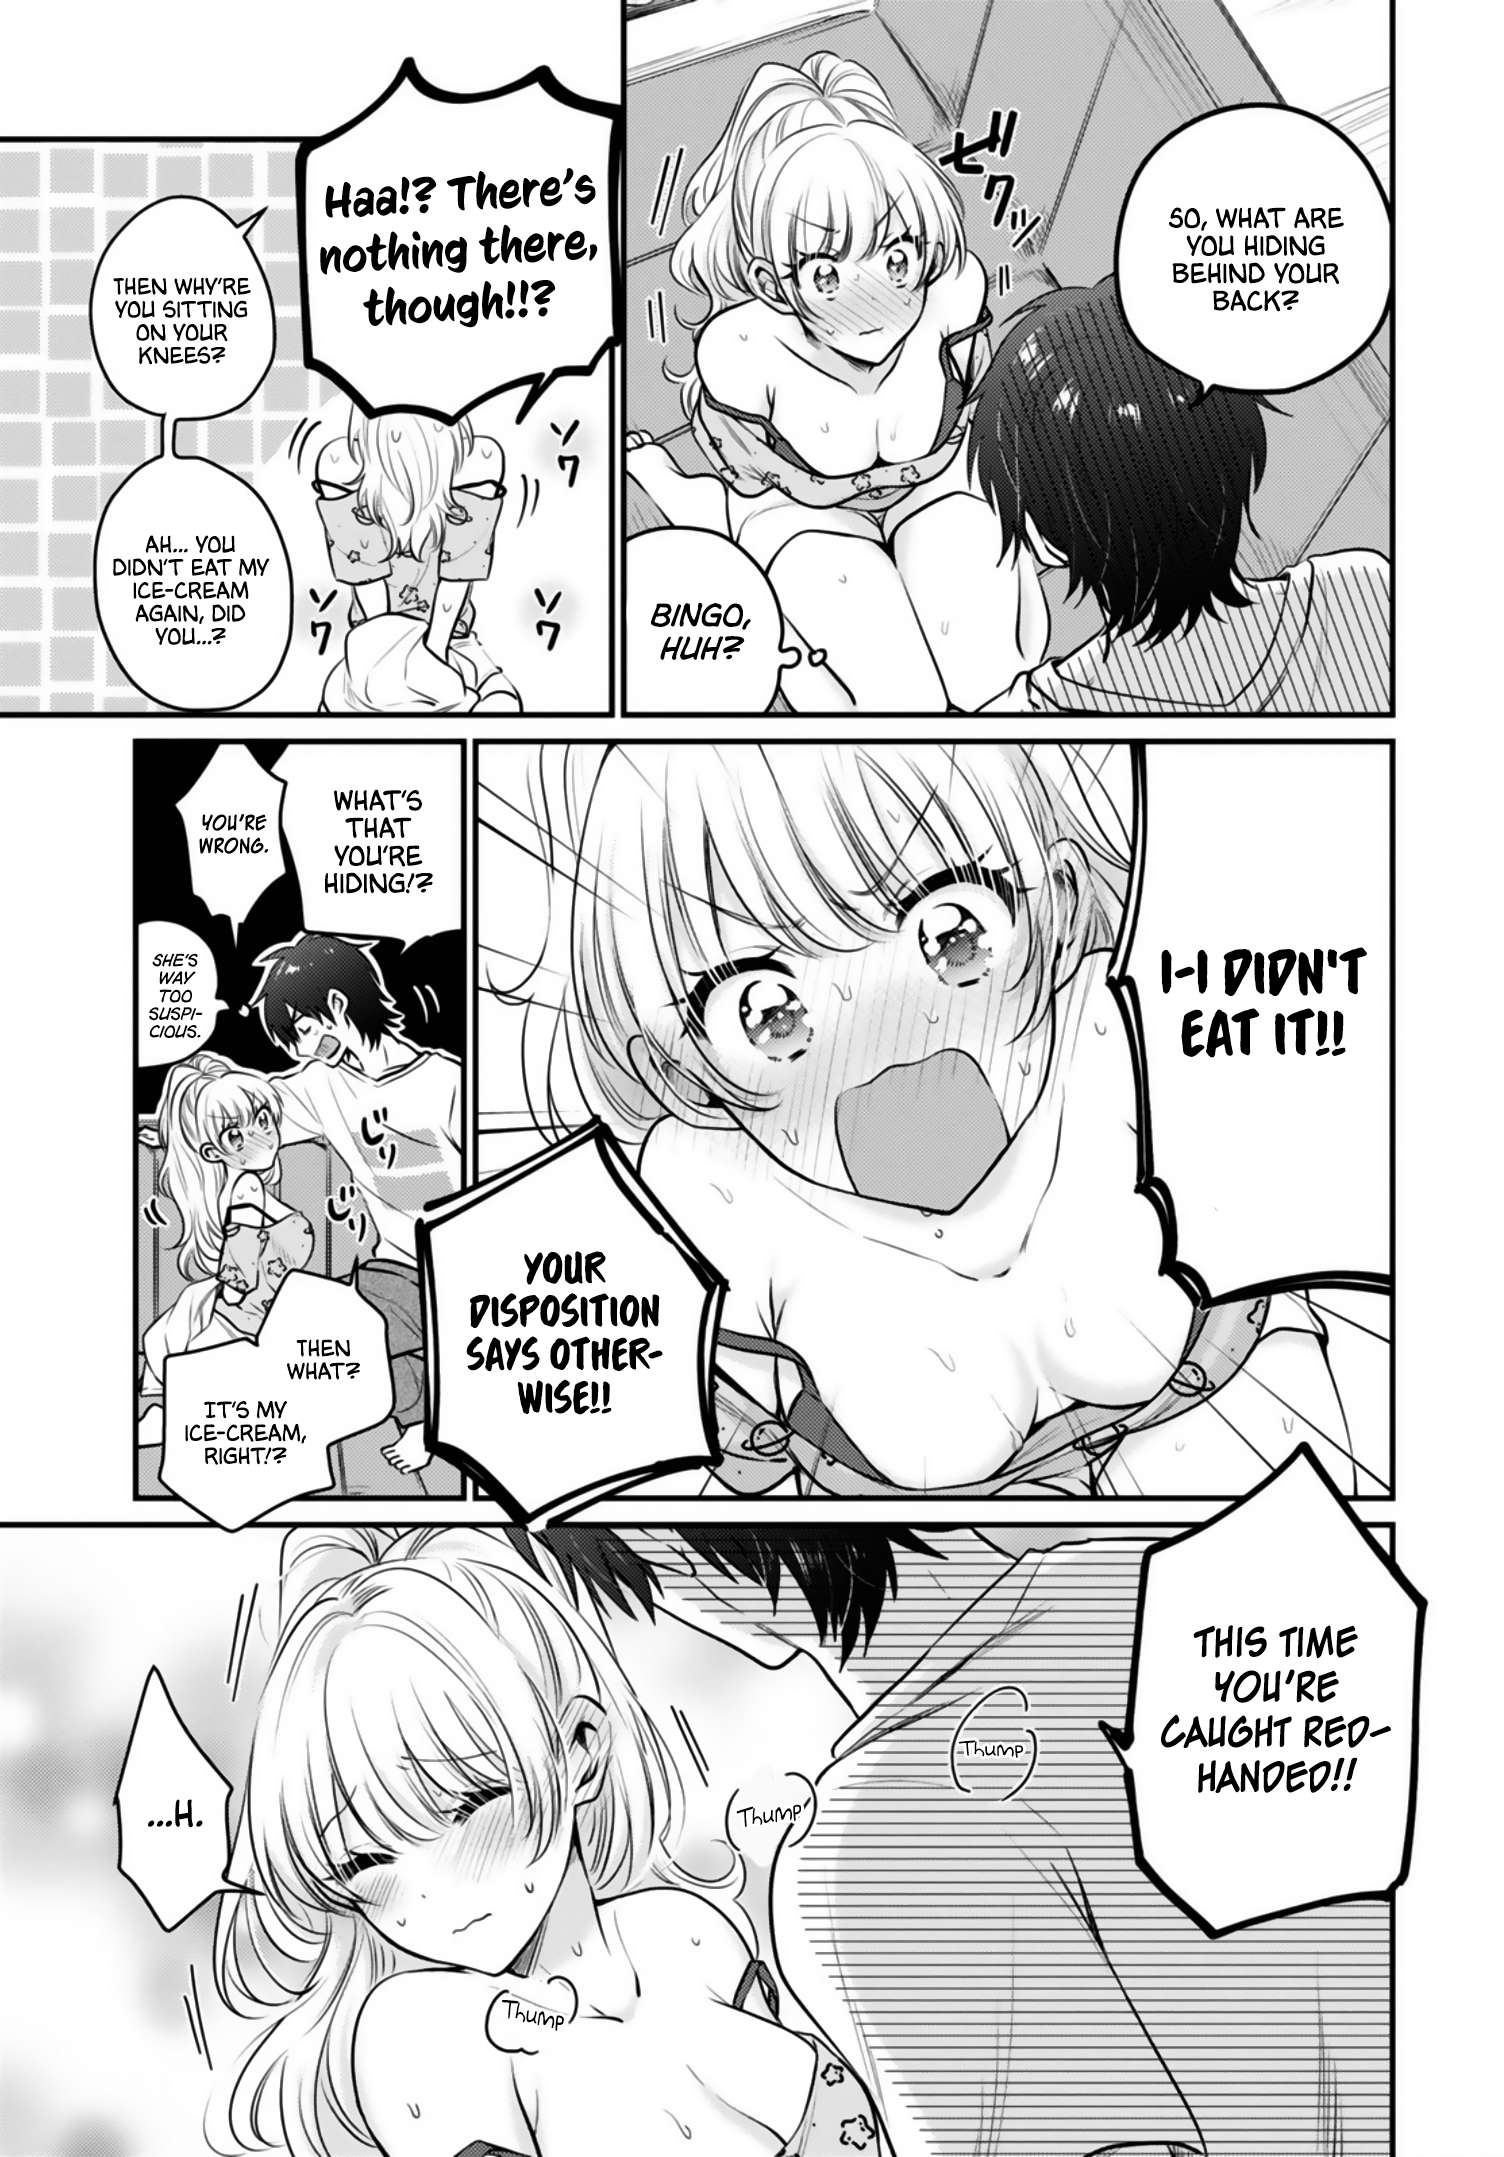 SO, WHAT ARE
YOU HIDING
BEHIND YOUR
BACK?
ビクッ
BINGO,
HUH?
Haa!? There's
nothing there,
though!!?
THEN WHY'RE
YOU SITTING
ON YOUR
KNEES?
AH... YOU
DIDN'T EAT MY
ICE-CREAM
AGAIN, DID
YOU...?
ソワ
ソワ
ソワ
I-I DIDN'T
EAT IT!!
YOUR
DISPOSITION
SAYS OTHER-
WISE!!
WHAT'S
THAT
YOU'RE
HIDING!?
YOU'RE
WRONG.
SHE'S
WAY
TOO
SUSPI-
CIOUS.
じり
じり
THEN
WHAT?
IT'S MY
ICE-CREAM,
RIGHT!?
THIS TIME
YOU'RE
CAUGHT RED-
HANDED!!
Thump
Thump
Thump
...H.